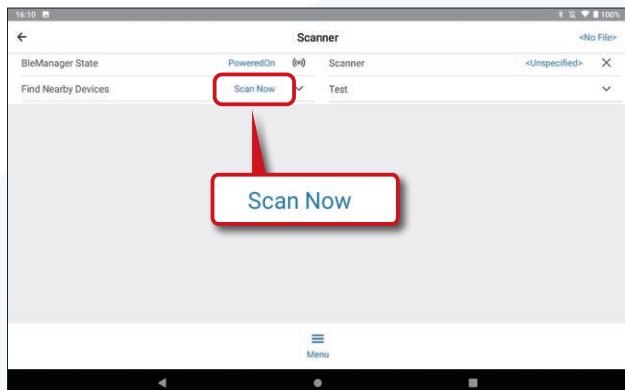 16:10 100%
Scanner <No File>
BleManager State PoweredOn Scanner <Unspecified>
Find Nearby Devices Scan Now Test
Scan Now
Menu